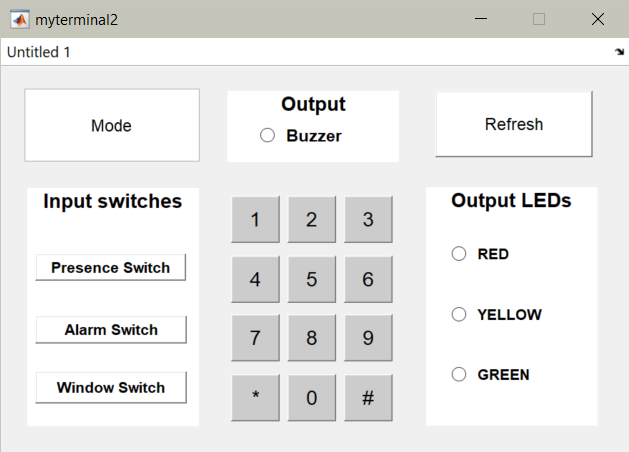 myterminal2
Untitled 1
Mode
Output
Buzzer
Refresh
Input switches
Presence Switch
Alarm Switch
Window Switch
1 2 3
4 5 6
7 8 9
* 0 #
Output LEDs
RED
YELLOW
GREEN